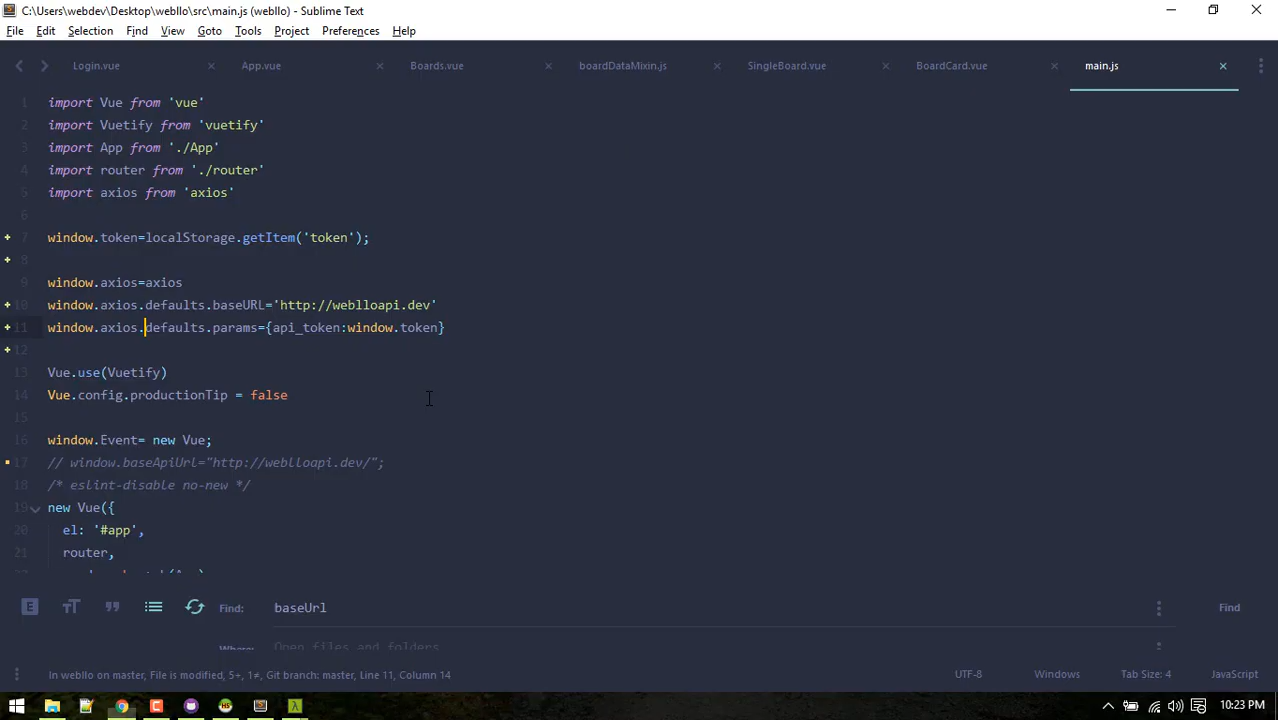 C:\Users\webdev\Desktop\webllo\src\main.js (webllo) - Sublime Text
File Edit Selection Find View Goto Tools Project Preferences Help
Login.vue App.vue Boards.vue boardDataMixin.js SingleBoard.vue BoardCard.vue main.js
1 import Vue from 'vue'
2 import Vuetify from 'vuetify'
3 import App from './App'
4 import router from './router'
5 import axios from 'axios'
6
7 window.token=localStorage.getItem('token');
8
9 window.axios=axios
10 window.axios.defaults.baseURL='http://weblloapi.dev'
11 window.axios.defaults.params={api_token:window.token}
12
13 Vue.use(Vuetify)
14 Vue.config.productionTip = false
15
16 window.Event= new Vue;
17 // window.baseApiUrl="http://weblloapi.dev/";
18 /* eslint-disable no-new */
19 new Vue({
20 el: '#app',
21 router,
Find: baseUrl Find
Where: Open files and folders
In webllo on master, File is modified, 5+, 1≠, Git branch: master, Line 11, Column 14 UTF-8 Windows Tab Size: 4 JavaScript
10:23 PM